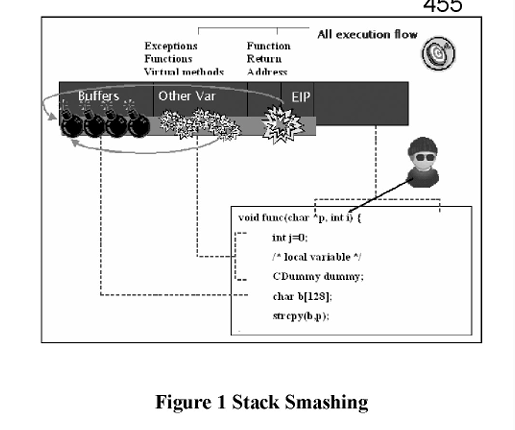 455
All execution flow
Exceptions Function
Functions Return
Virtual methods Address
Buffers Other Var EIP
void func(char *p, int i) {
int j=0;
/* local variable */
CDummy dummy;
char b[128];
strcpy(b,p);
Figure 1 Stack Smashing